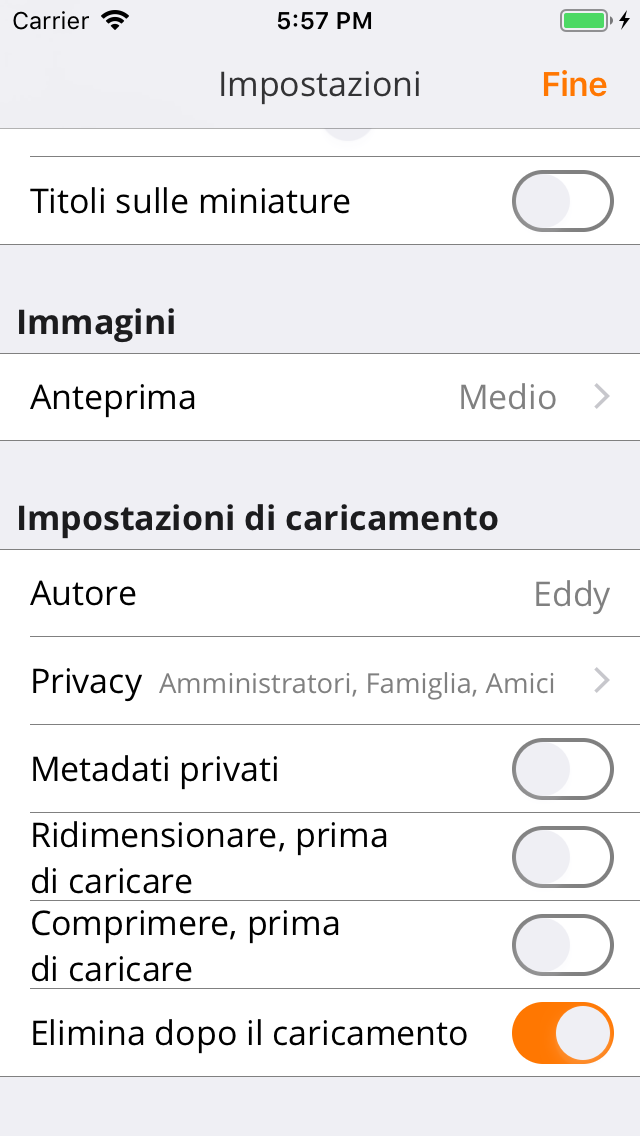 Carrier 5:57 PM
Impostazioni Fine
Titoli sulle miniature
Immagini
Anteprima Medio
Impostazioni di caricamento
Autore Eddy
Privacy Amministratori, Famiglia, Amici
Metadati privati
Ridimensionare, prima
di caricare
Comprimere, prima
di caricare
Elimina dopo il caricamento